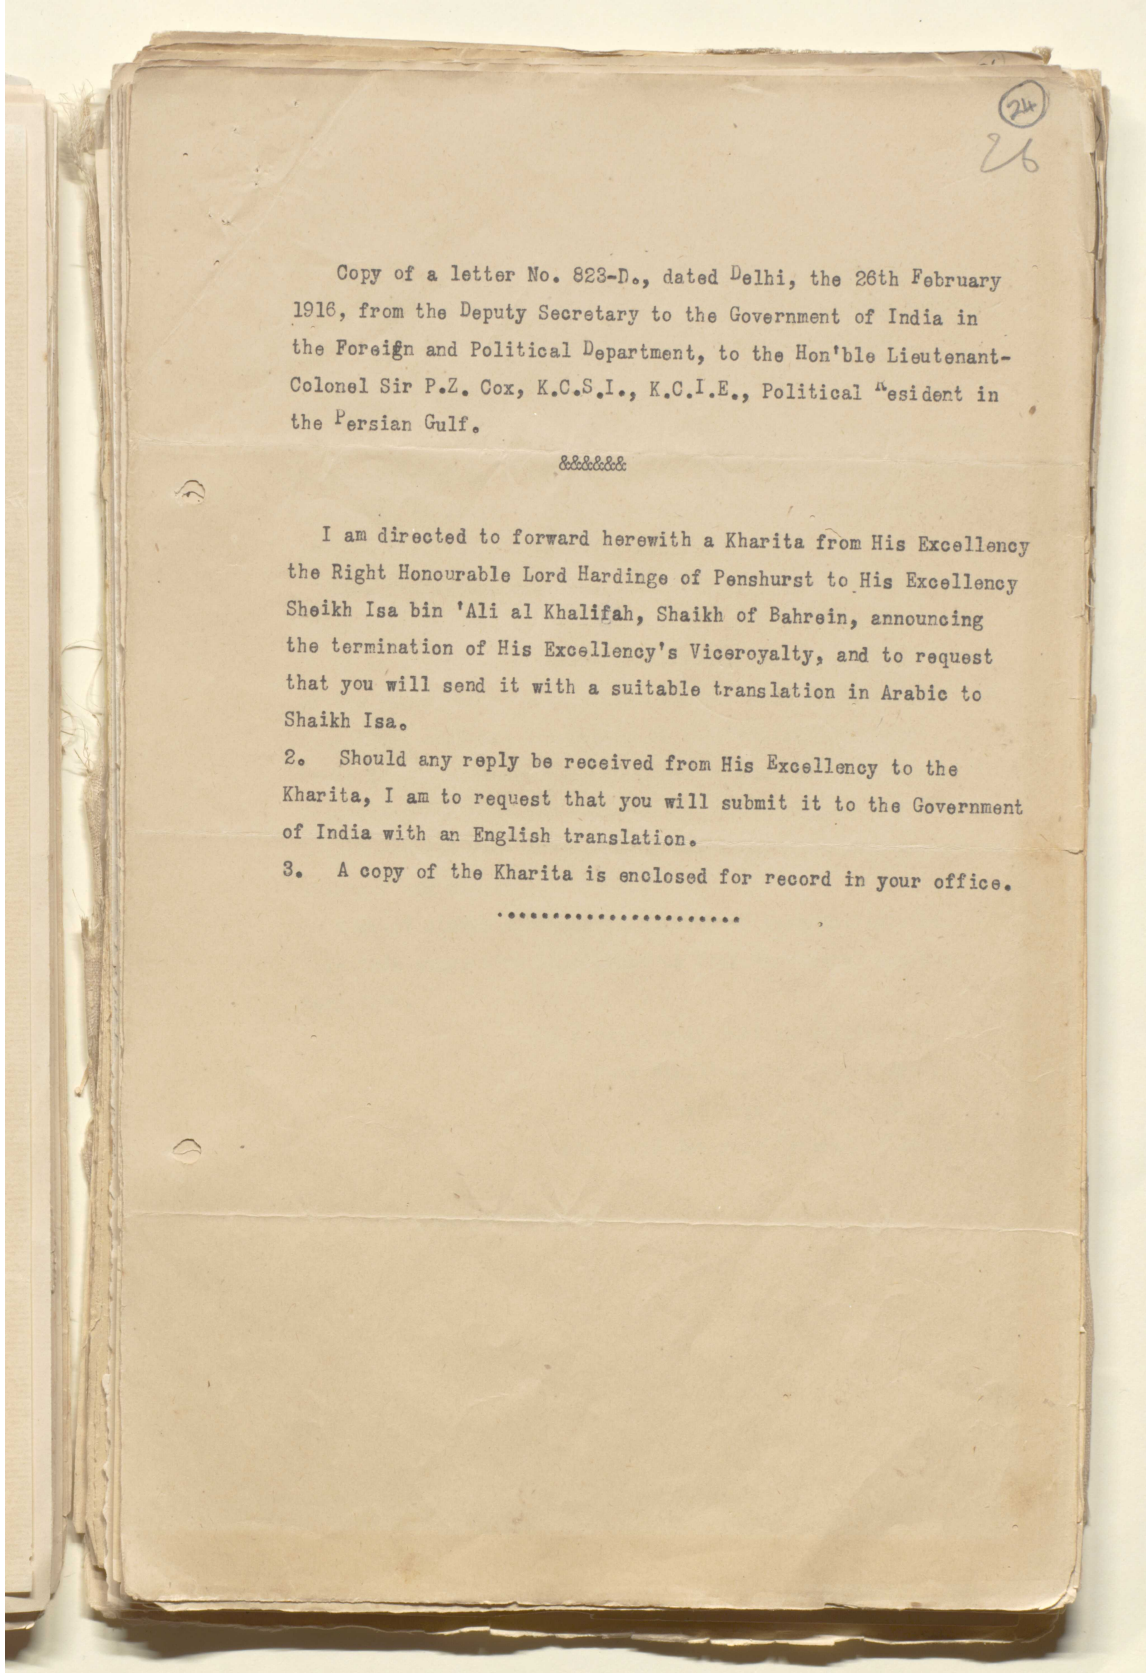 24
26
Copy of a letter No. 823-D., dated Delhi, the 26th February
1916, from the Deputy Secretary to the Government of India in
the Foreign and Political Department, to the Hon'ble Lieutenant-
Colonel Sir P.Z. Cox, K.C.S.I., K.C.I.E., Political Resident in
the Persian Gulf.
&&&&&&
I am directed to forward herewith a Kharita from His Excellency
the Right Honourable Lord Hardinge of Penshurst to His Excellency
Sheikh Isa bin 'Ali al Khalifah, Shaikh of Bahrein, announcing
the termination of His Excellency's Viceroyalty, and to request
that you will send it with a suitable translation in Arabic to
Shaikh Isa.
2. Should any reply be received from His Excellency to the
Kharita, I am to request that you will submit it to the Government
of India with an English translation.
3. A copy of the Kharita is enclosed for record in your office.
.......................